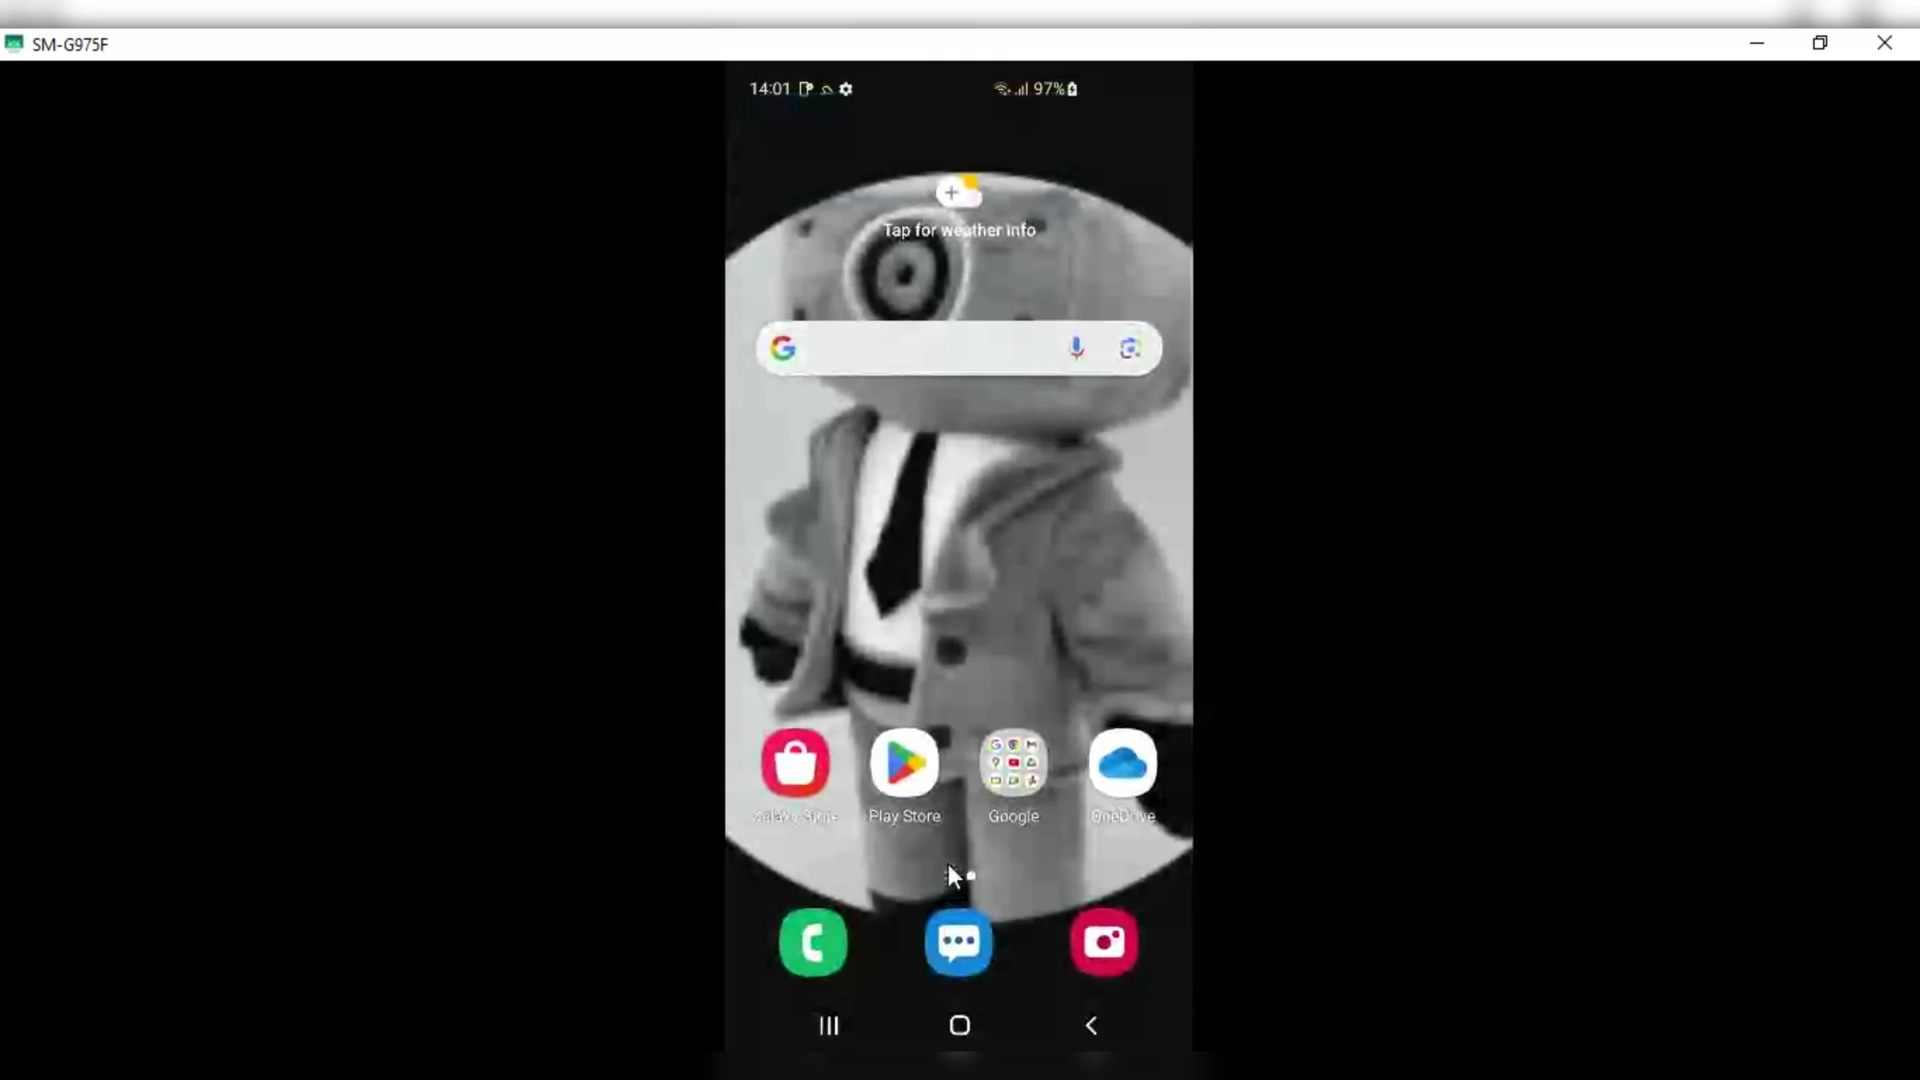 SM-G975F
14:01
97%
Tap for weather info
Galaxy Store
Play Store
Google
OneDrive